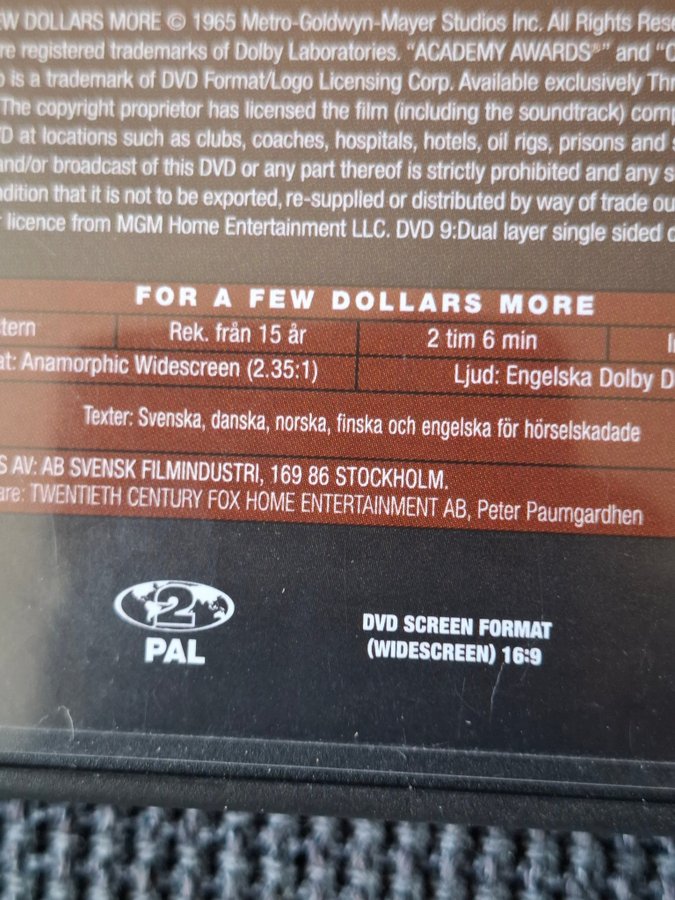 EW DOLLARS MORE © 1965 Metro-Goldwyn-Mayer Studios Inc. All Rights Rese
re registered trademarks of Dolby Laboratories. "ACADEMY AWARDS®" and "O
o is a trademark of DVD Format/Logo Licensing Corp. Available exclusively Thr
The copyright proprietor has licensed the film (including the soundtrack) comp
D at locations such as clubs, coaches, hospitals, hotels, oil rigs, prisons and s
and/or broadcast of this DVD or any part thereof is strictly prohibited and any s
ndition that it is not to be exported, re-supplied or distributed by way of trade ou
r licence from MGM Home Entertainment LLC. DVD 9:Dual layer single sided d
FOR A FEW DOLLARS MORE
stern Rek. från 15 år 2 tim 6 min I
at: Anamorphic Widescreen (2.35:1) Ljud: Engelska Dolby D
Texter: Svenska, danska, norska, finska och engelska för hörselskadade
S AV: AB SVENSK FILMINDUSTRI, 169 86 STOCKHOLM.
are: TWENTIETH CENTURY FOX HOME ENTERTAINMENT AB, Peter Paumgardhen
2
PAL
DVD SCREEN FORMAT
(WIDESCREEN) 16:9